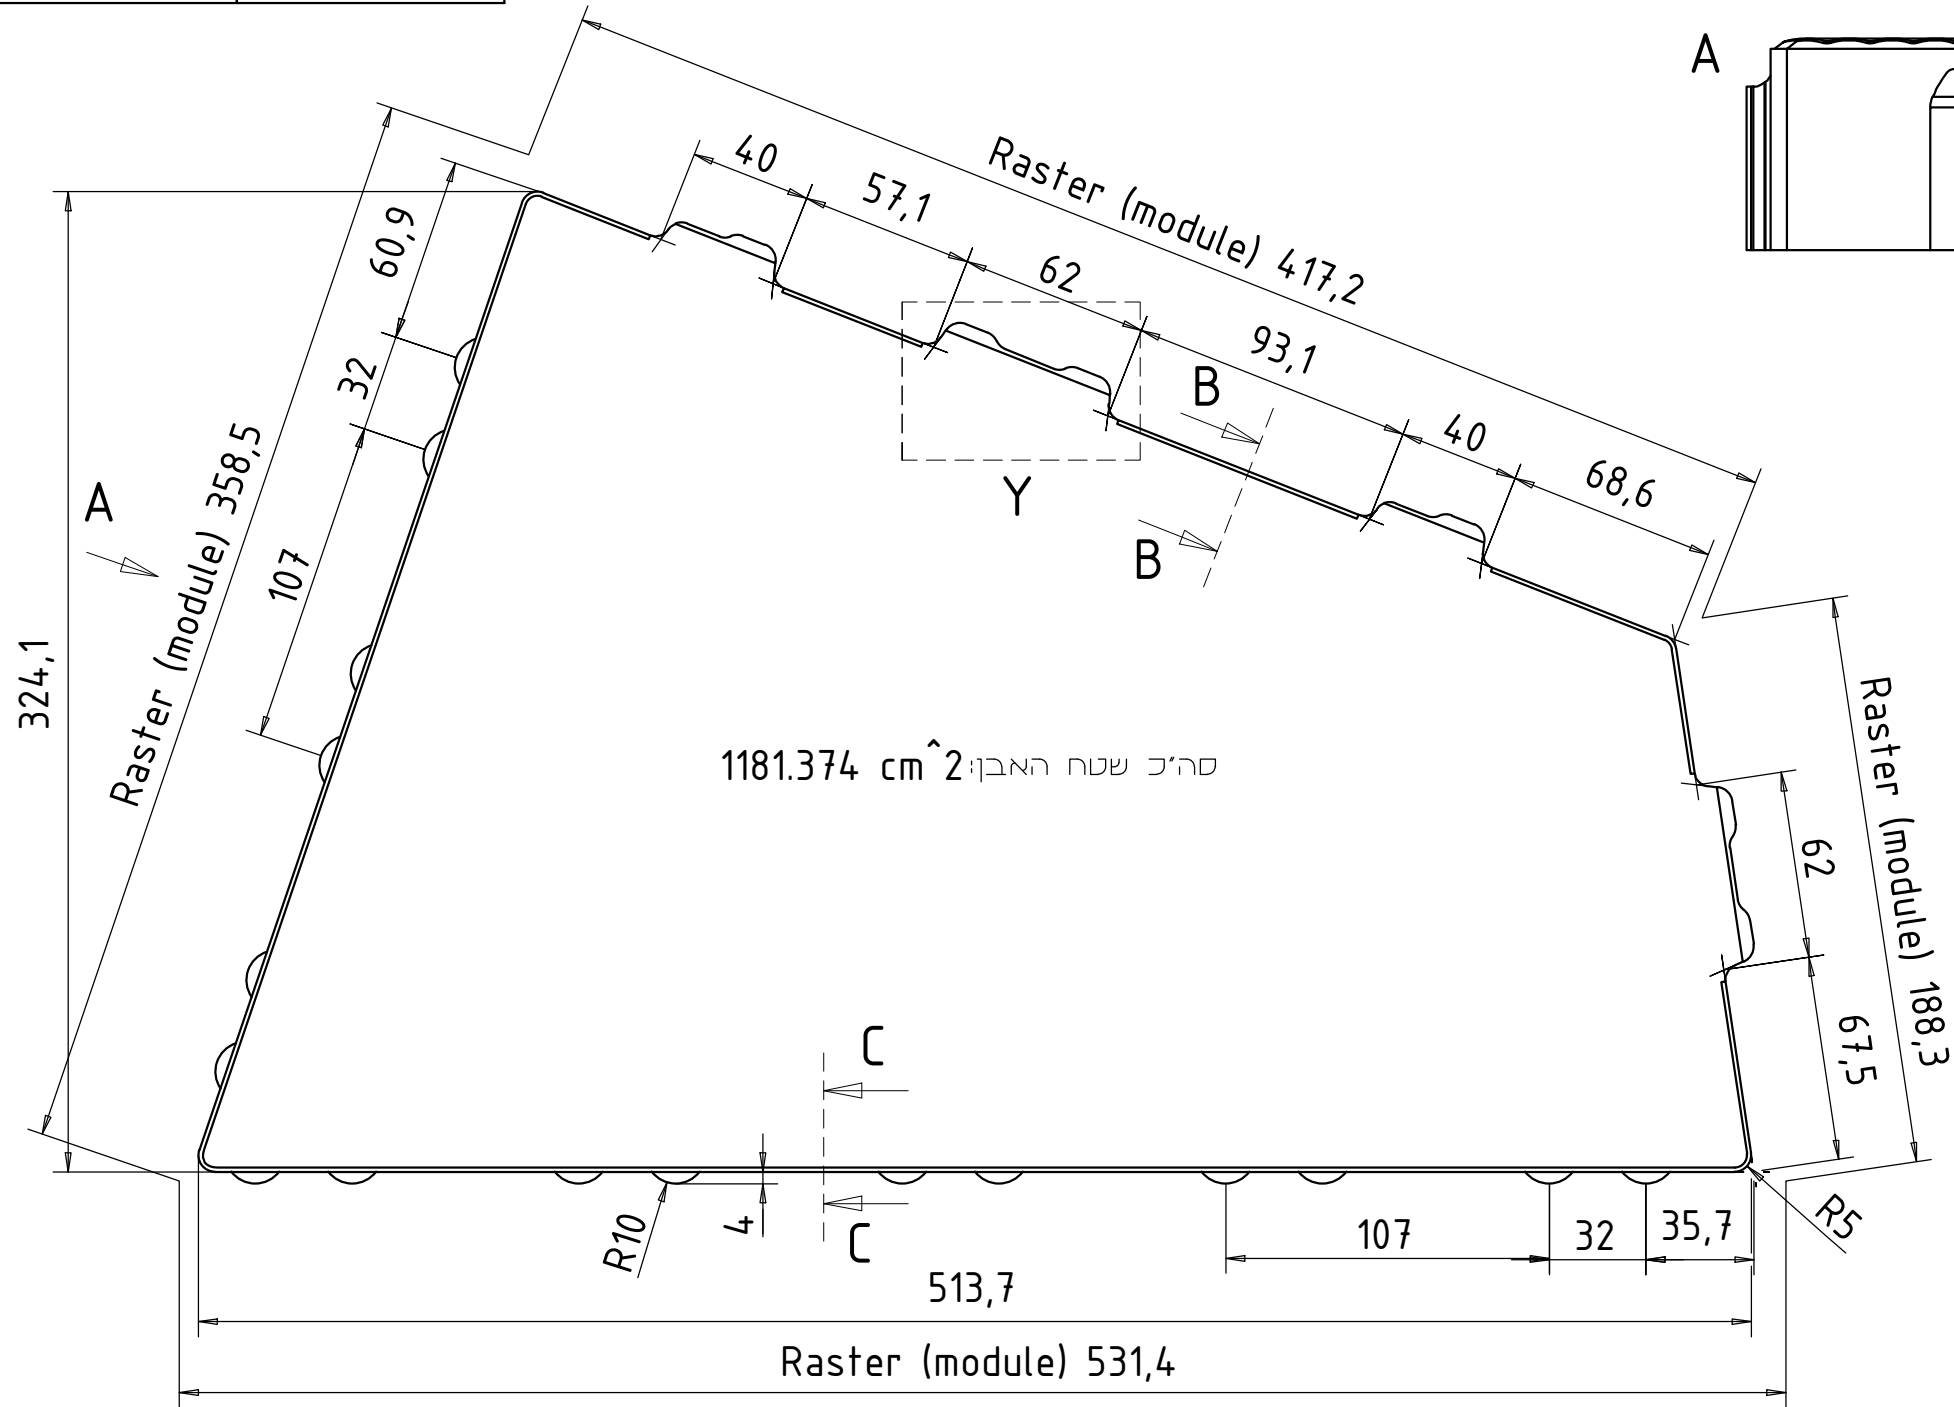 A
40
57,1
Raster (module) 417,2
62
93,1
40
68,6
60,9
32
107
Raster (module) 358,5
A
324,1
B
B
Y
סה״כ שטח האבן: 1181.374 cm^2
Raster (module) 188,3
62
67,5
C
C
R10
4
107
32
35,7
R5
513,7
Raster (module) 531,4